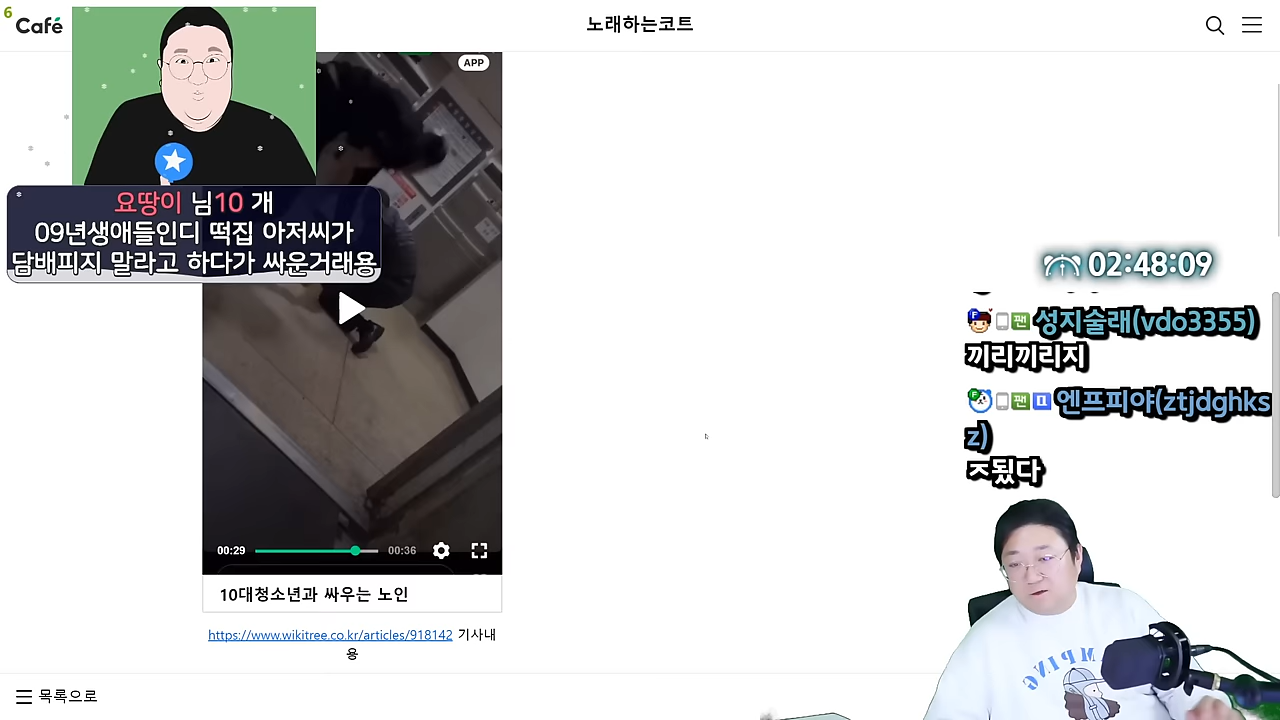 6
Café
노래하는코트
APP
요땅이 님10 개
09년생애들인디 떡집 아저씨가
담배피지 말라고 하다가 싸운거래용
02:48:09
성지술래(vdo3355)
끼리끼리지
엔프피야(ztjdghks
z)
ㅈ됬다
00:29
00:36
10대청소년과 싸우는 노인
https://www.wikitree.co.kr/articles/918142 기사내
용
목록으로